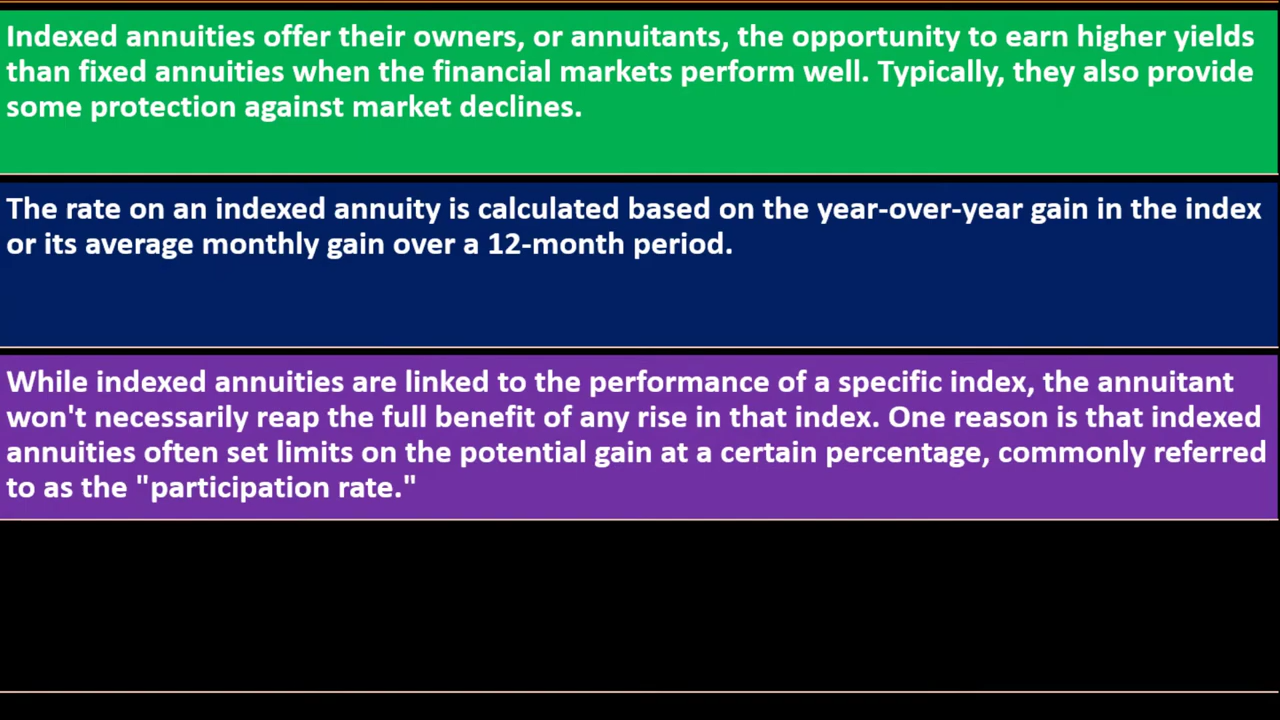 Indexed annuities offer their owners, or annuitants, the opportunity to earn higher yields
than fixed annuities when the financial markets perform well. Typically, they also provide
some protection against market declines.
The rate on an indexed annuity is calculated based on the year-over-year gain in the index
or its average monthly gain over a 12-month period.
While indexed annuities are linked to the performance of a specific index, the annuitant
won't necessarily reap the full benefit of any rise in that index. One reason is that indexed
annuities often set limits on the potential gain at a certain percentage, commonly referred
to as the "participation rate."